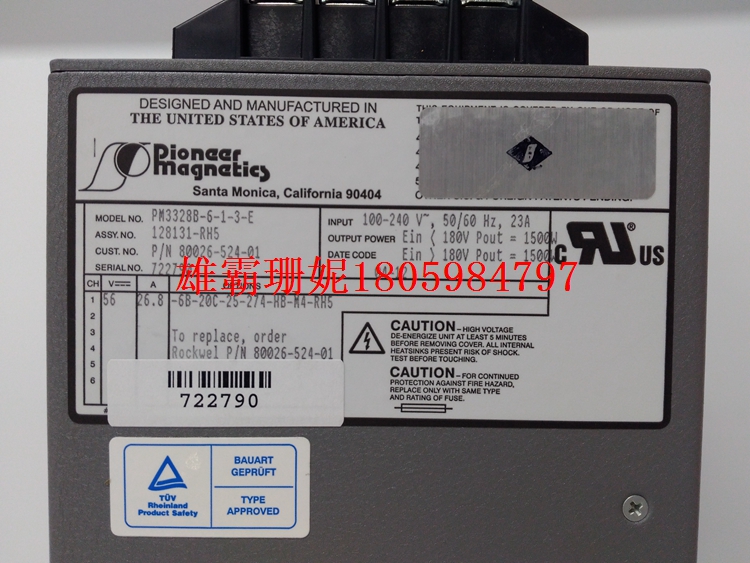 DESIGNED AND MANUFACTURED IN
THE UNITED STATES OF AMERICA
Pioneer
magnetics
Santa Monica, California 90404
MODEL NO. PM3328B-6-1-3-E
ASSY. NO. 128131-RH5
CUST. NO. P/N 80026-524-01
SERIAL NO.
INPUT 100-240 V~, 50/60 Hz, 23A
OUTPUT POWER Ein < 180V Pout = 1500W
DATE CODE Ein > 180V Pout = 1500W
C UR US
雄霸珊妮18059884797
CH V A OPTIONS
1 56 26.8 -6B-20C-25-274-HB-M4-RH5
2
3 To replace, order
4 Rockwel P/N 80026-524-01
5
6
CAUTION – HIGH VOLTAGE
DE-ENERGIZE UNIT AT LEAST 5 MINUTES
BEFORE REMOVING COVER. ALL INTERNAL
HEATSINKS PRESENT RISK OF SHOCK.
TEST BEFORE TOUCHING.
CAUTION – FOR CONTINUED
PROTECTION AGAINST FIRE HAZARD,
REPLACE ONLY WITH SAME TYPE
AND RATING OF FUSE.
722790
TÜV
Rheinland
Product Safety
BAUART
GEPRÜFT
TYPE
APPROVED